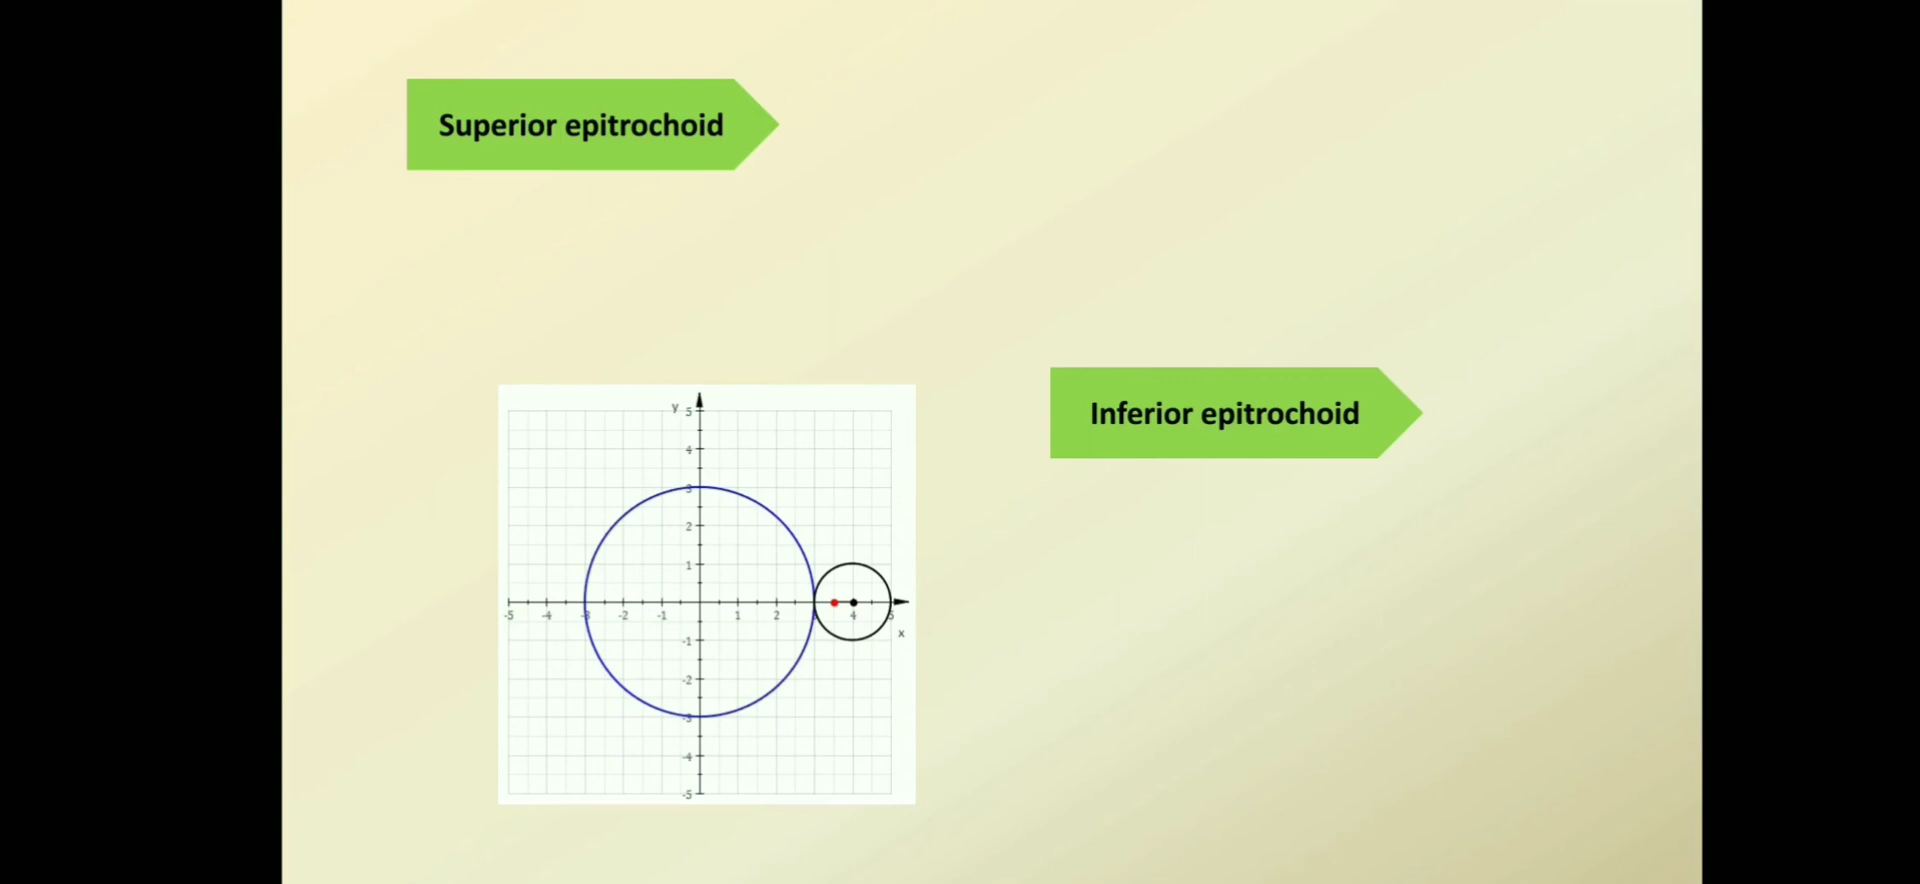 Superior epitrochoid
Inferior epitrochoid
y 5
4
3
2
1
-5 -4 -3 -2 -1 1 2 4 5
x
-1
-2
-3
-4
-5